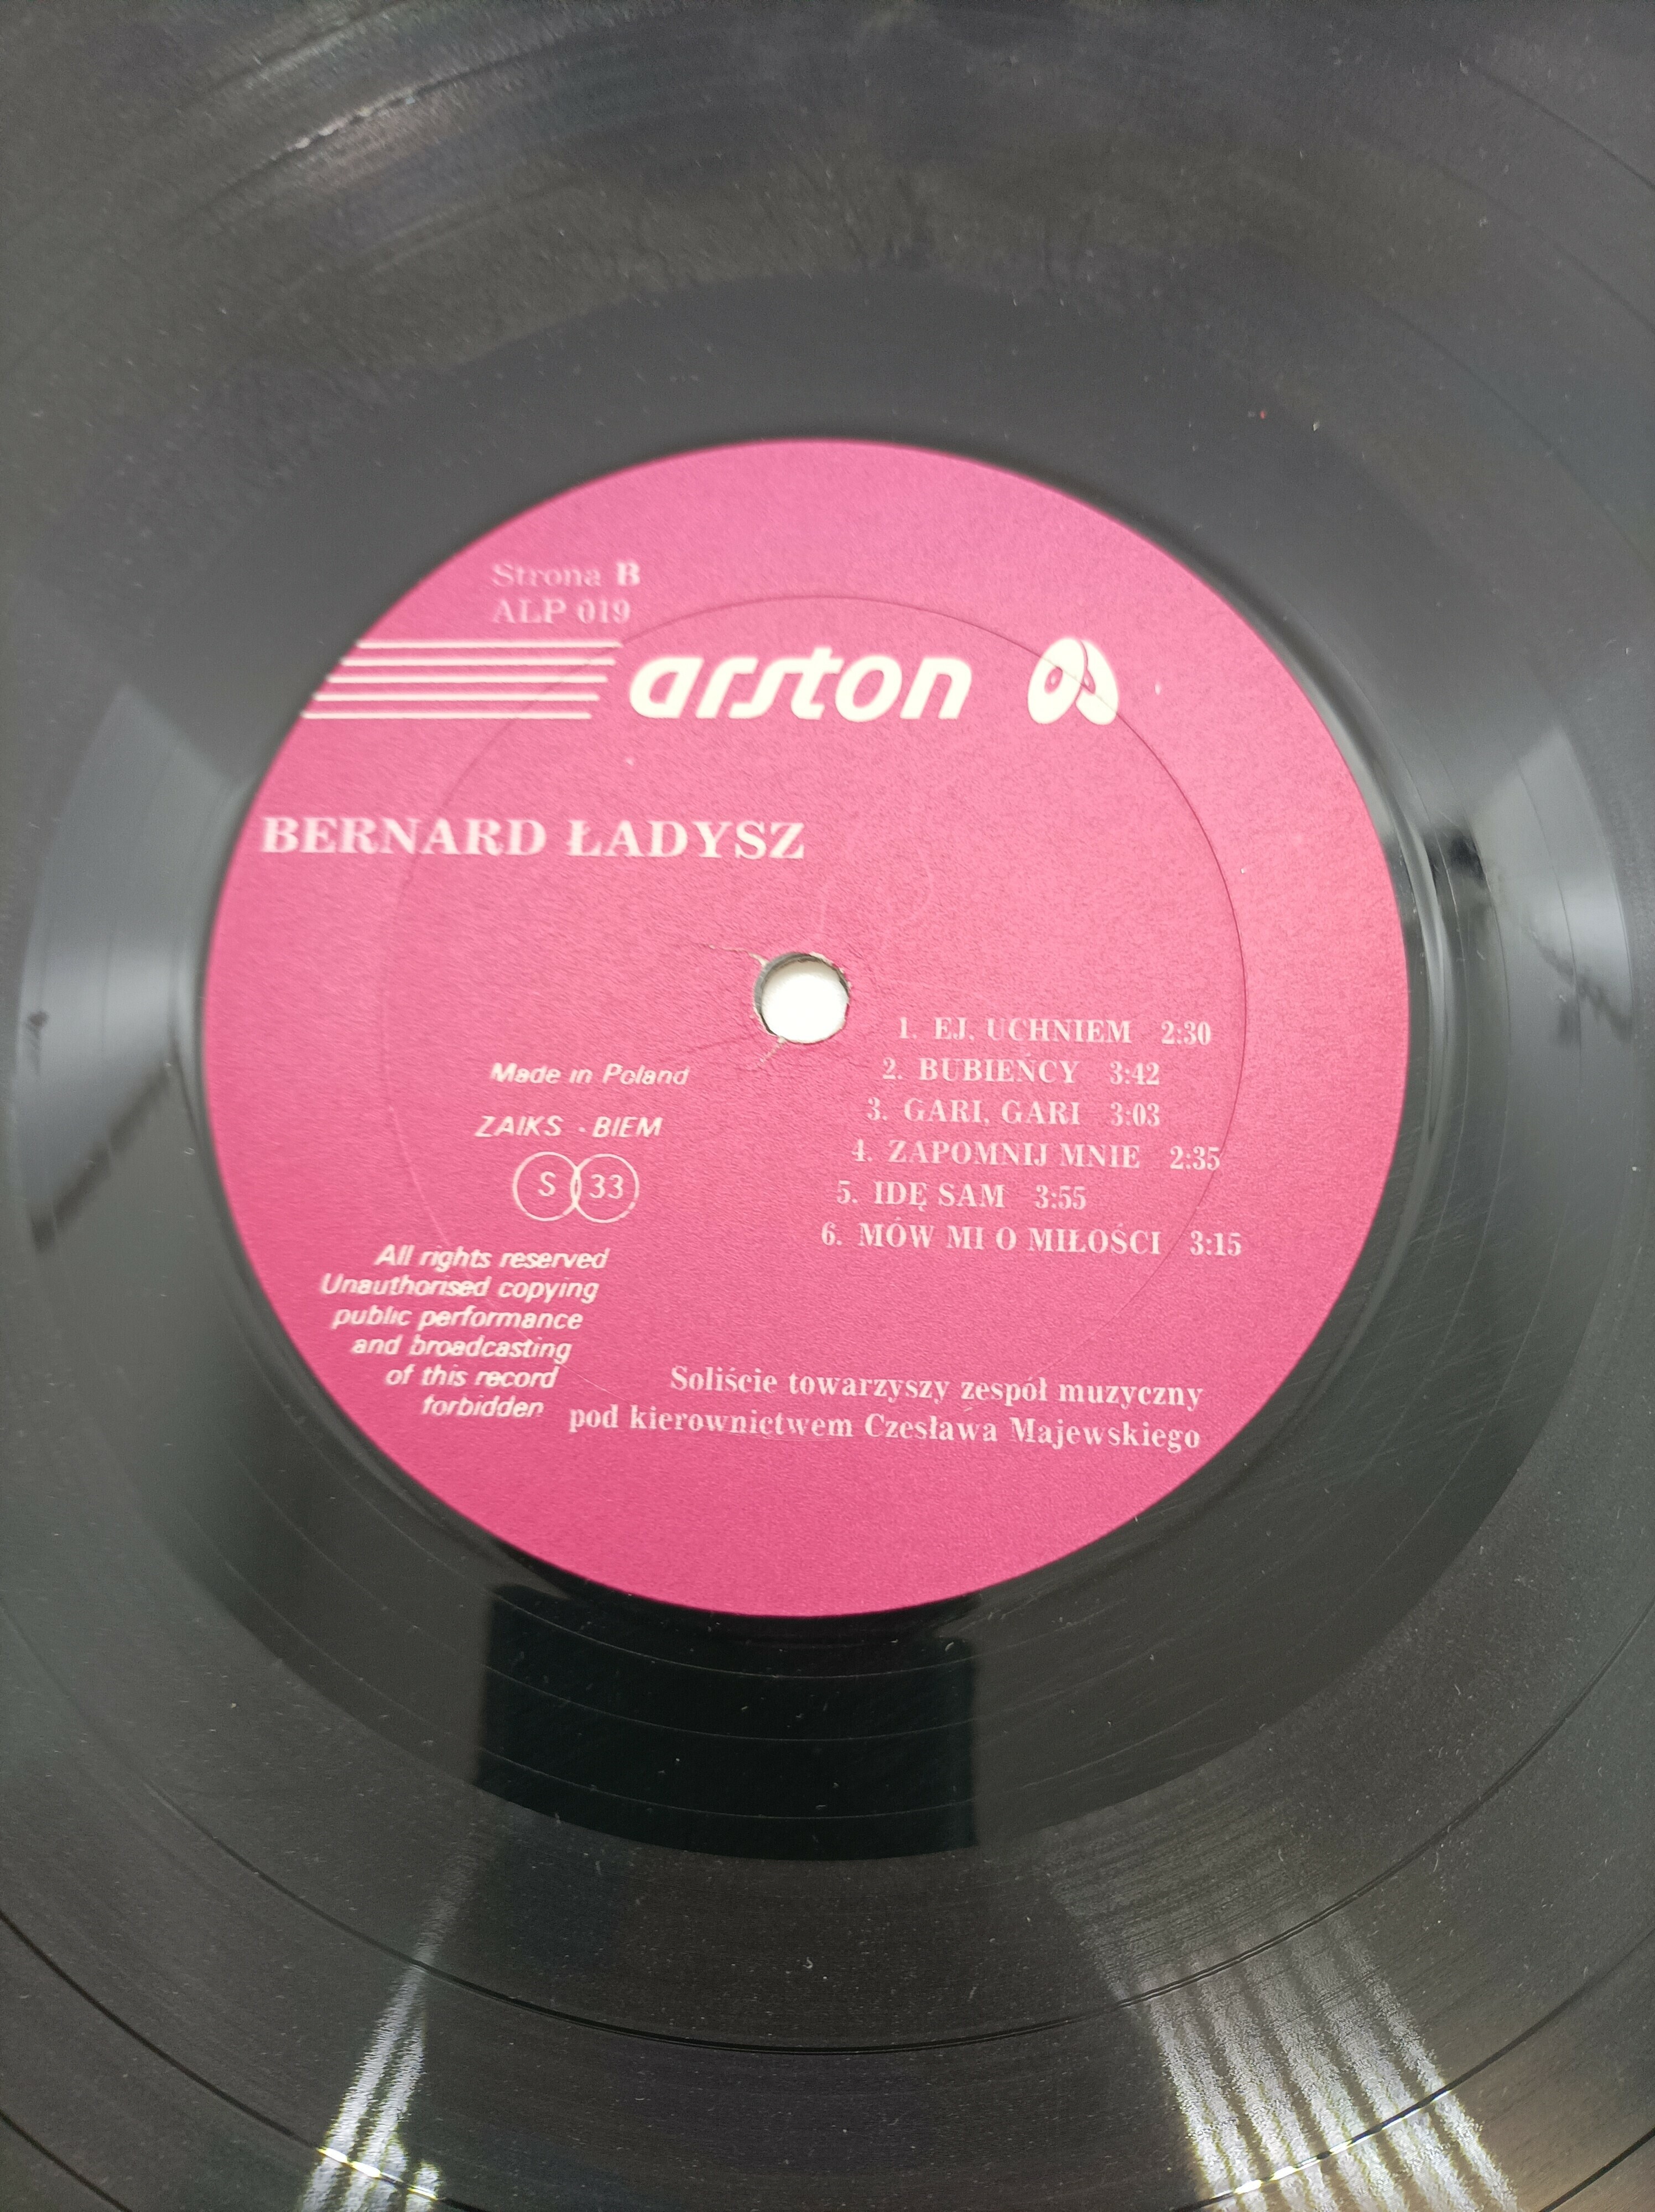 Strona B
ALP 019
arston
BERNARD ŁADYSZ
1. EJ, UCHNIEM 2:30
2. BUBIEŃCY 3:42
3. GARI, GARI 3:03
4. ZAPOMNIJ MNIE 2:35
5. IDĘ SAM 3:55
6. MÓW MI O MIŁOŚCI 3:15
Made in Poland
ZAIKS - BIEM
S 33
All rights reserved
Unauthorised copying
public performance
and broadcasting
of this record
forbidden
Soliście towarzyszy zespół muzyczny
pod kierownictwem Czesława Majewskiego